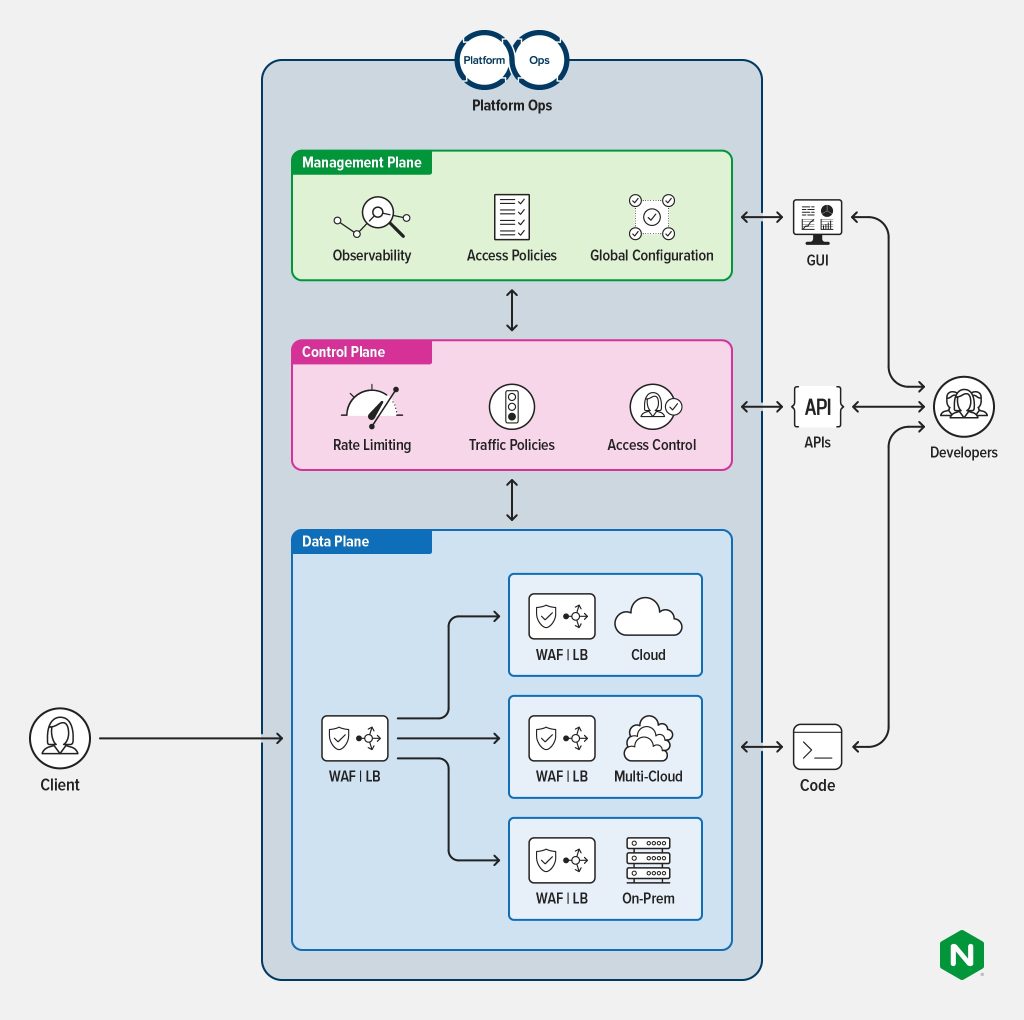 Platform
Ops
Platform Ops
Management Plane
Observability
Access Policies
Global Configuration
GUI
Control Plane
Rate Limiting
Traffic Policies
Access Control
API
APIs
Developers
Data Plane
WAF | LB
Cloud
Client
WAF | LB
WAF | LB
Multi-Cloud
>_
Code
WAF | LB
On-Prem
N